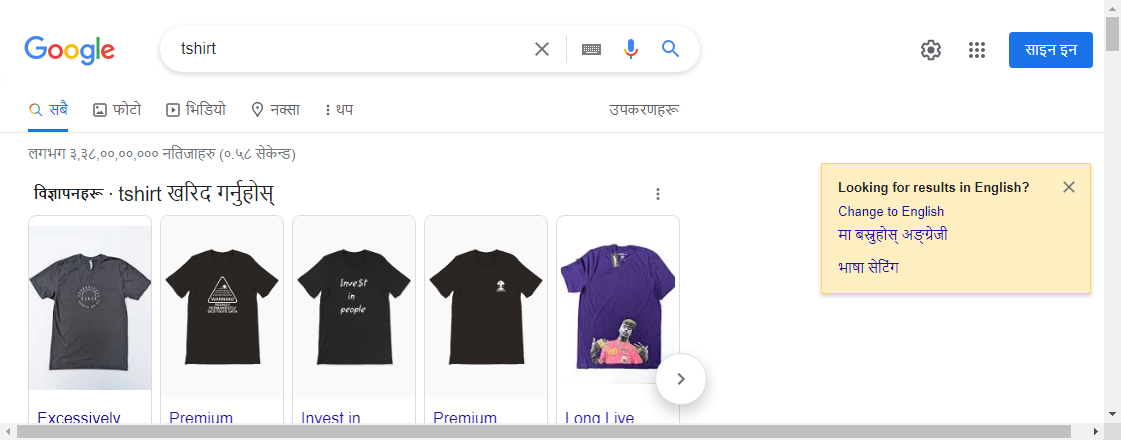 Google
tshirt
साइन इन
सबै
फोटो
भिडियो
नक्सा
थप
उपकरणहरू
लगभग ३,३८,००,००,००० नतिजाहरु (०.५८ सेकेन्ड)
विज्ञापनहरू · tshirt खरिद गर्नुहोस्
Looking for results in English?
Change to English
मा बस्नुहोस् अङ्ग्रेजी
भाषा सेटिंग
WARNING
Inve$t
in
people
Excessively
Premium
Invest in
Premium
Long Live